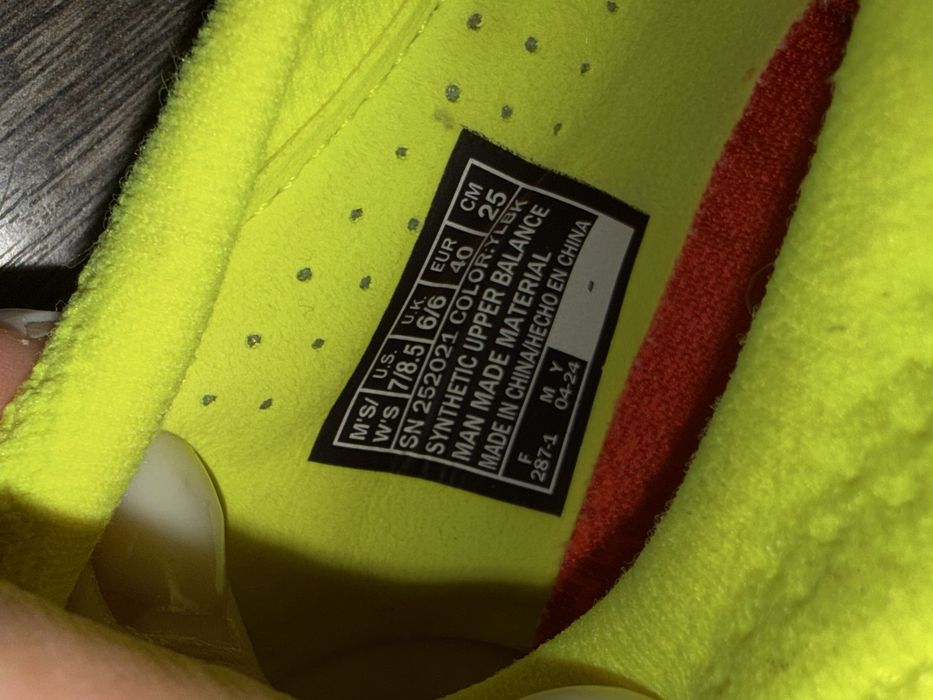 M'S/ U.S. U.K. EUR CM
W'S 7/8.5 6/6 40 25
SN 252021 COLOR:YLBK
SYNTHETIC UPPER BALANCE
MAN MADE MATERIAL
MADE IN CHINA/HECHO EN CHINA
F M Y
287-1 04-24